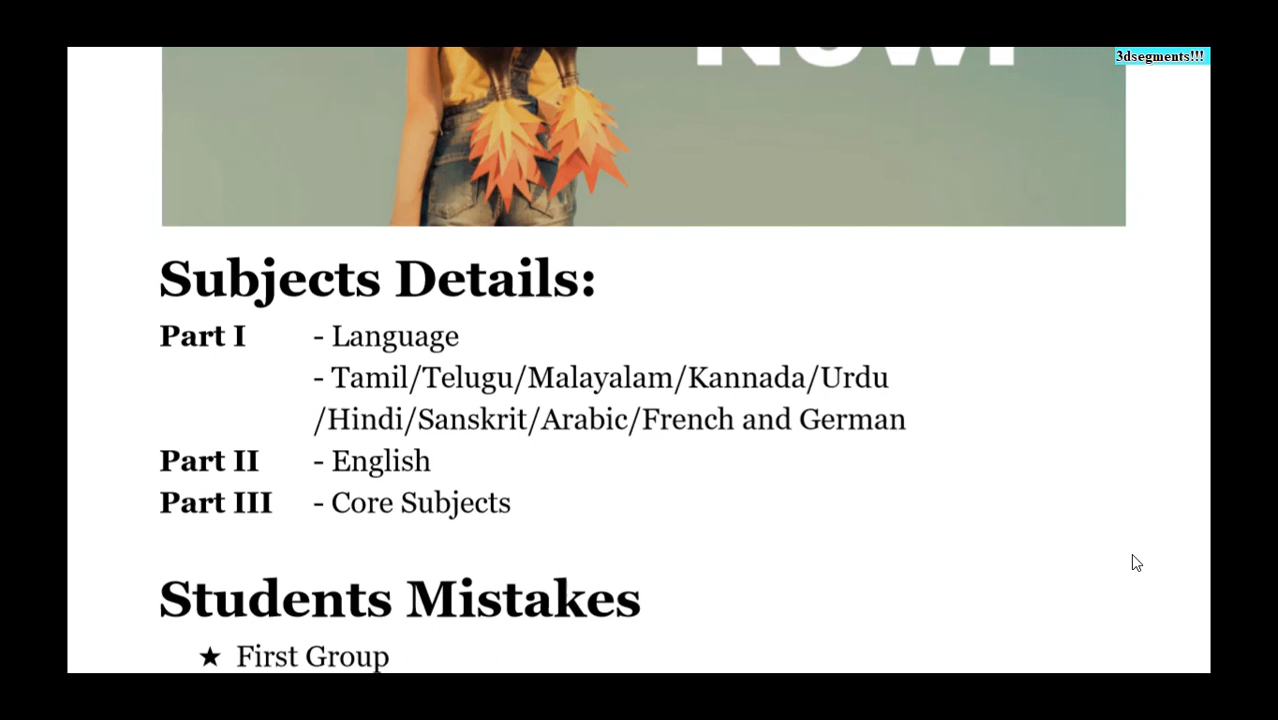 3dsegments!!!
Subjects Details:
Part I - Language
- Tamil/Telugu/Malayalam/Kannada/Urdu
/Hindi/Sanskrit/Arabic/French and German
Part II - English
Part III - Core Subjects
Students Mistakes
★ First Group